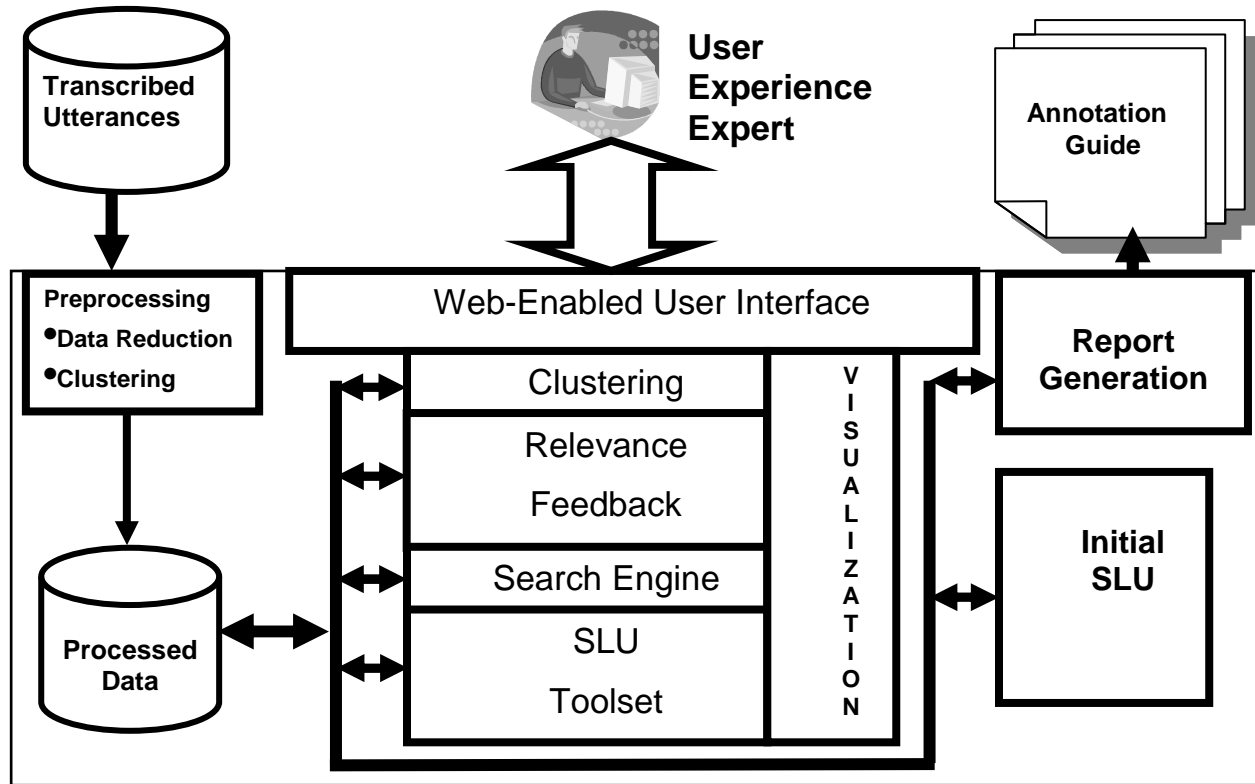 Transcribed
Utterances
User
Experience
Expert
Annotation
Guide
Preprocessing
•Data Reduction
•Clustering
Web-Enabled User Interface
Report
Generation
Clustering
Relevance
Feedback
Search Engine
SLU
Toolset
VISUALIZATION
Initial
SLU
Processed
Data